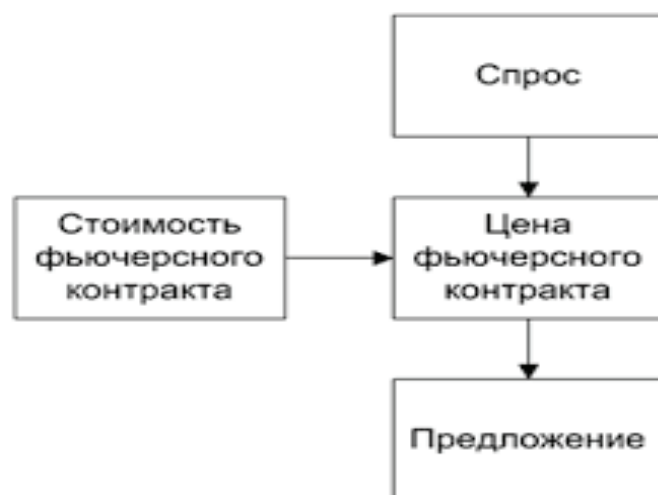 Спрос
Стоимость
фьючерсного
контракта
Цена
фьючерсного
контракта
Предложение